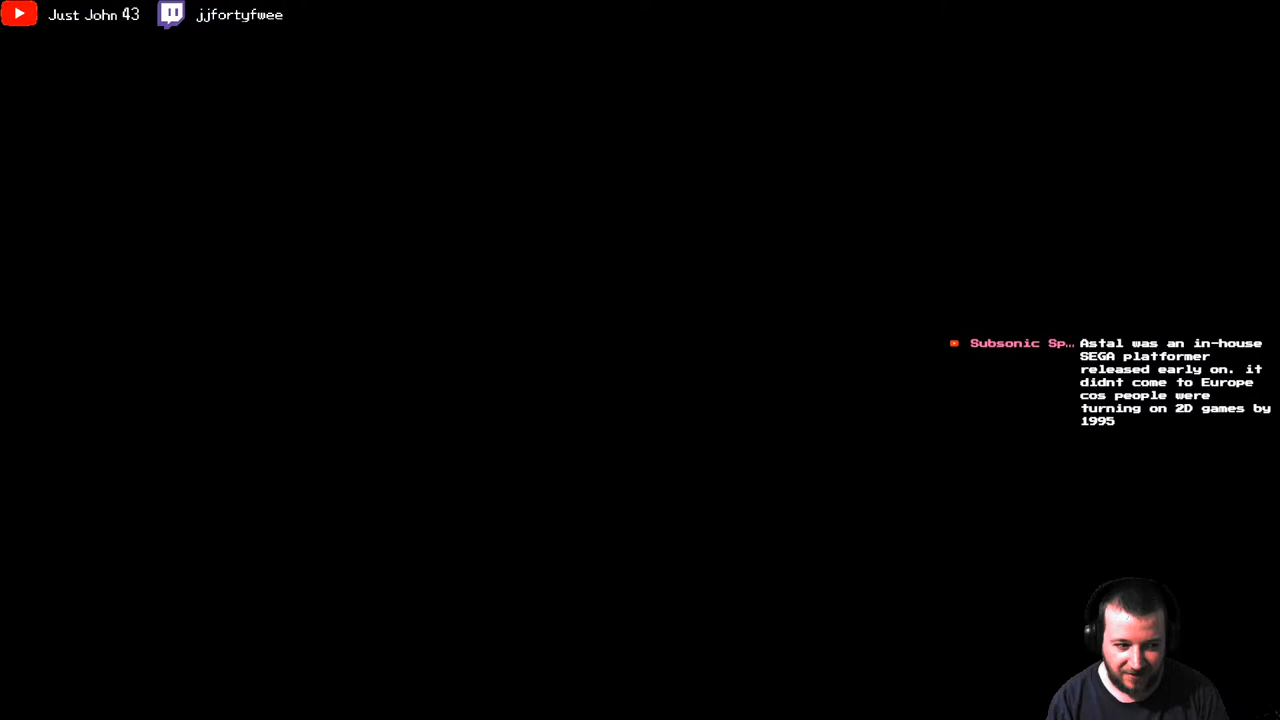 Just John 43 jjfortyfwee
Subsonic Sp… Astal was an in-house
SEGA platformer
released early on. it
didnt come to Europe
cos people were
turning on 2D games by
1995